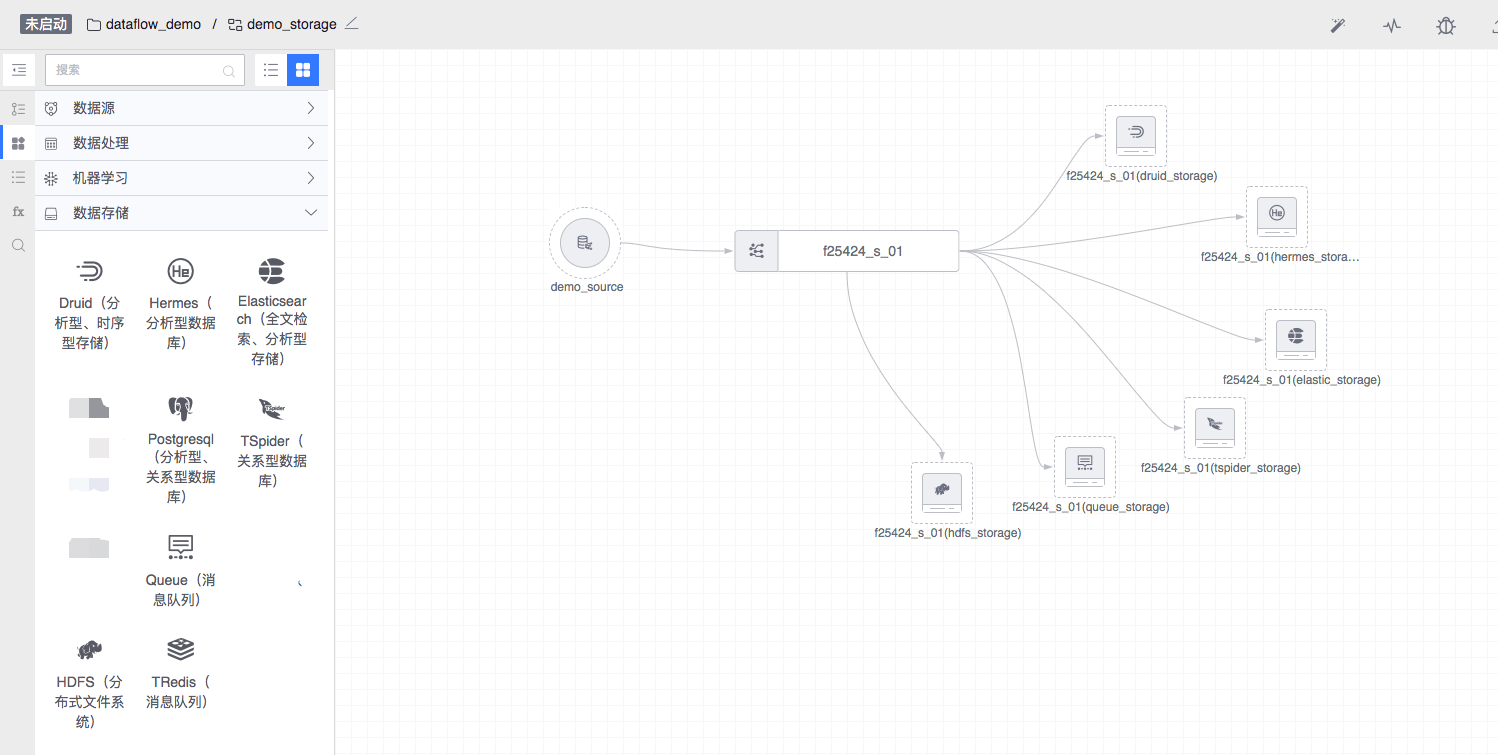 未启动 dataflow_demo / demo_storage
搜索
数据源
数据处理
机器学习
fx
数据存储
Druid（分
析型、时序
型存储）
He
Hermes（
分析型数据
库）
Elasticsear
ch（全文检
索、分析型
存储）
Postgresql
（分析型、
关系型数据
库）
TSpider
TSpider（
关系型数据
库）
Queue（消
息队列）
HDFS（分
布式文件系
统）
TRedis（
消息队列）
demo_source
f25424_s_01
f25424_s_01(druid_storage)
He
f25424_s_01(hermes_stora...
f25424_s_01(elastic_storage)
f25424_s_01(tspider_storage)
f25424_s_01(queue_storage)
f25424_s_01(hdfs_storage)